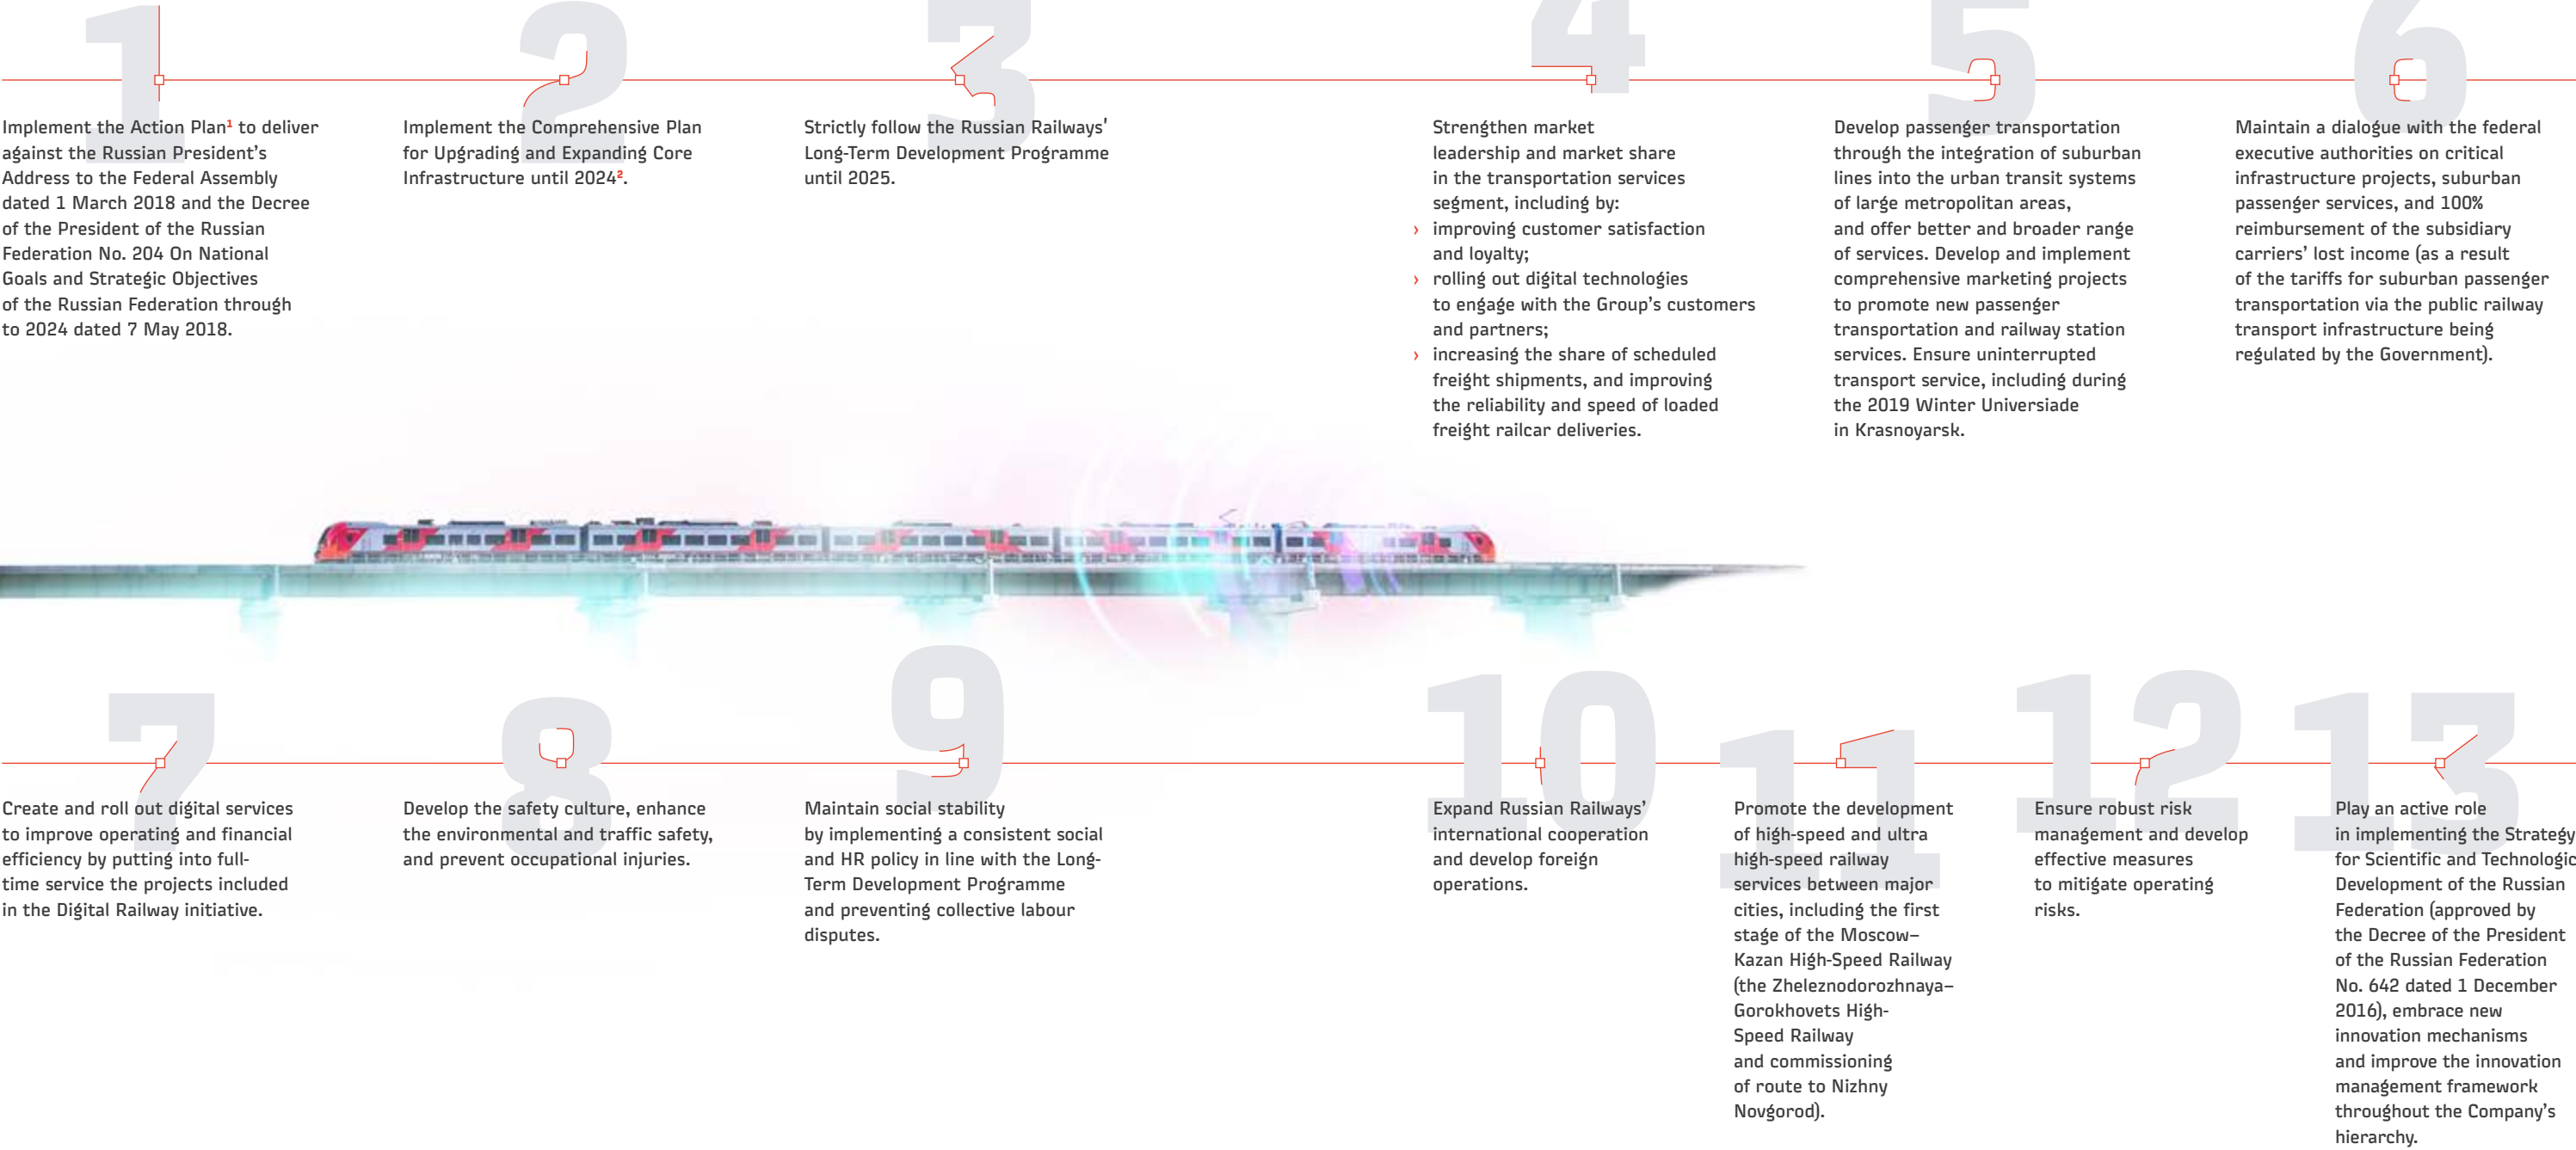 1
Implement the Action Plan¹ to deliver
against the Russian President’s
Address to the Federal Assembly
dated 1 March 2018 and the Decree
of the President of the Russian
Federation No. 204 On National
Goals and Strategic Objectives
of the Russian Federation through
to 2024 dated 7 May 2018.
2
Implement the Comprehensive Plan
for Upgrading and Expanding Core
Infrastructure until 2024².
3
Strictly follow the Russian Railways’
Long-Term Development Programme
until 2025.
4
Strengthen market
leadership and market share
in the transportation services
segment, including by:
› improving customer satisfaction
and loyalty;
› rolling out digital technologies
to engage with the Group’s customers
and partners;
› increasing the share of scheduled
freight shipments, and improving
the reliability and speed of loaded
freight railcar deliveries.
5
Develop passenger transportation
through the integration of suburban
lines into the urban transit systems
of large metropolitan areas,
and offer better and broader range
of services. Develop and implement
comprehensive marketing projects
to promote new passenger
transportation and railway station
services. Ensure uninterrupted
transport service, including during
the 2019 Winter Universiade
in Krasnoyarsk.
6
Maintain a dialogue with the federal
executive authorities on critical
infrastructure projects, suburban
passenger services, and 100%
reimbursement of the subsidiary
carriers’ lost income (as a result
of the tariffs for suburban passenger
transportation via the public railway
transport infrastructure being
regulated by the Government).
7
Create and roll out digital services
to improve operating and financial
efficiency by putting into full-
time service the projects included
in the Digital Railway initiative.
8
Develop the safety culture, enhance
the environmental and traffic safety,
and prevent occupational injuries.
9
Maintain social stability
by implementing a consistent social
and HR policy in line with the Long-
Term Development Programme
and preventing collective labour
disputes.
10
Expand Russian Railways’
international cooperation
and develop foreign
operations.
11
Promote the development
of high-speed and ultra
high-speed railway
services between major
cities, including the first
stage of the Moscow–
Kazan High-Speed Railway
(the Zheleznodorozhnaya–
Gorokhovets High-
Speed Railway
and commissioning
of route to Nizhny
Novgorod).
12
Ensure robust risk
management and develop
effective measures
to mitigate operating
risks.
13
Play an active role
in implementing the Strategy
for Scientific and Technologic
Development of the Russian
Federation (approved by
the Decree of the President
of the Russian Federation
No. 642 dated 1 December
2016), embrace new
innovation mechanisms
and improve the innovation
management framework
throughout the Company’s
hierarchy.